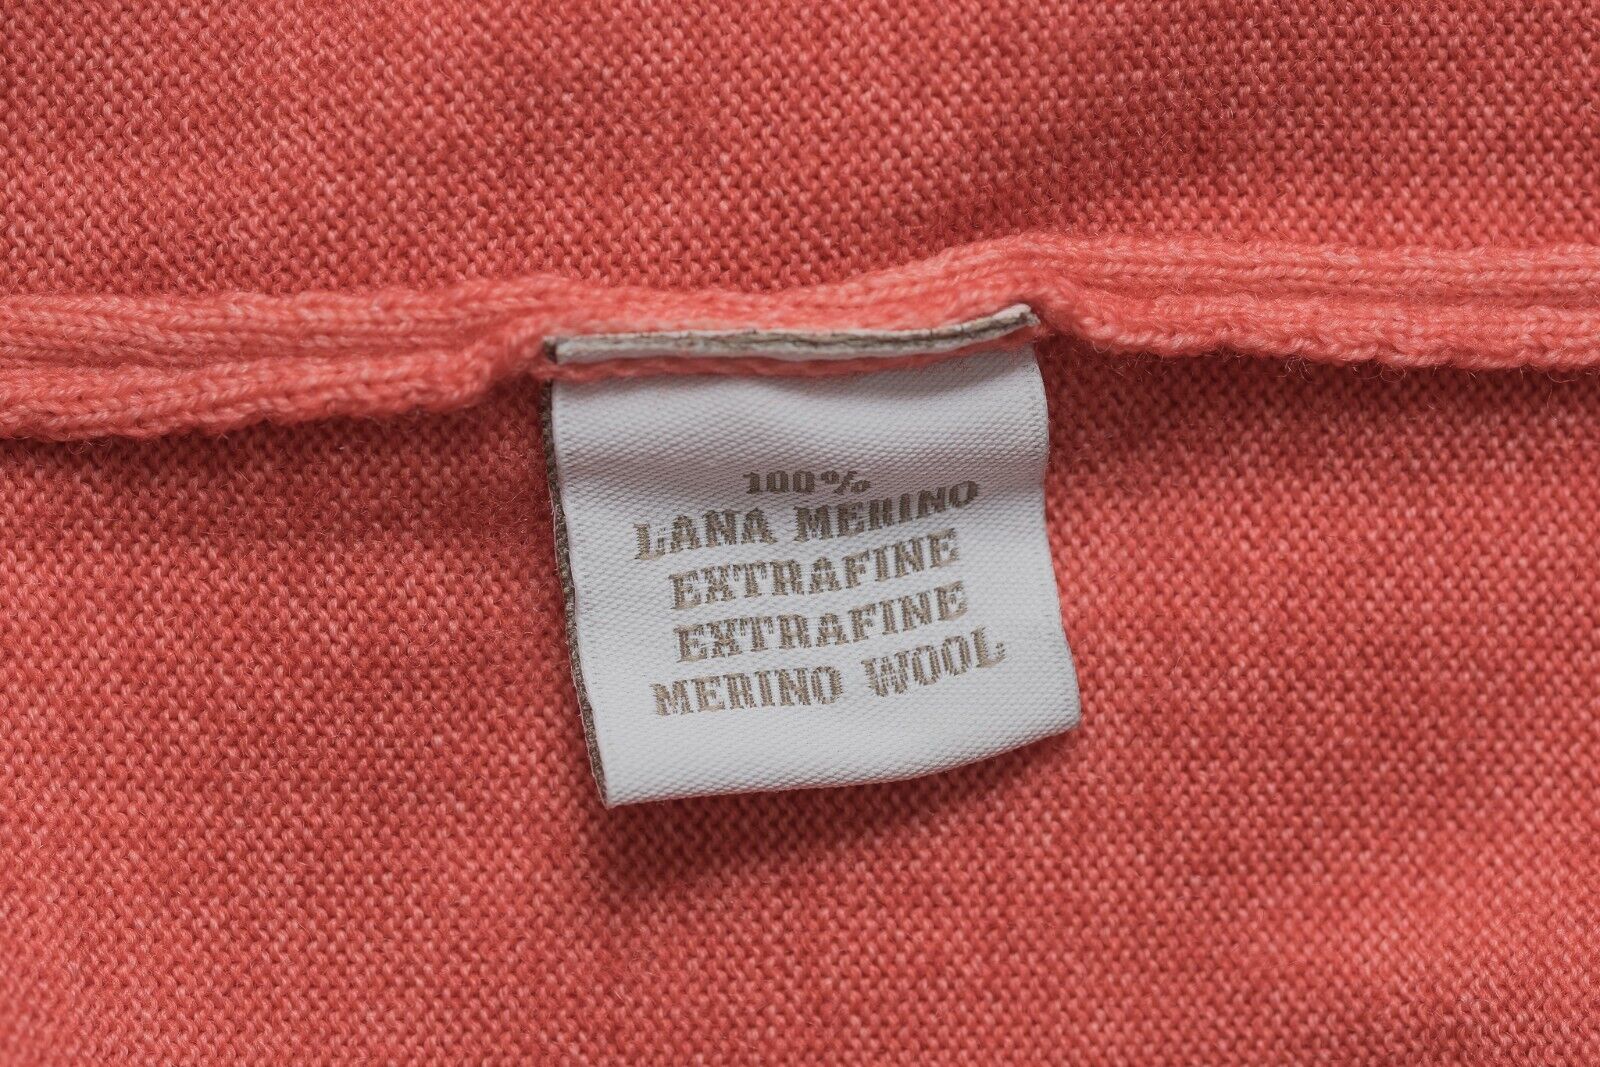 100%
LANA MERINO
EXTRAFINE
EXTRAFINE
MERINO WOOL